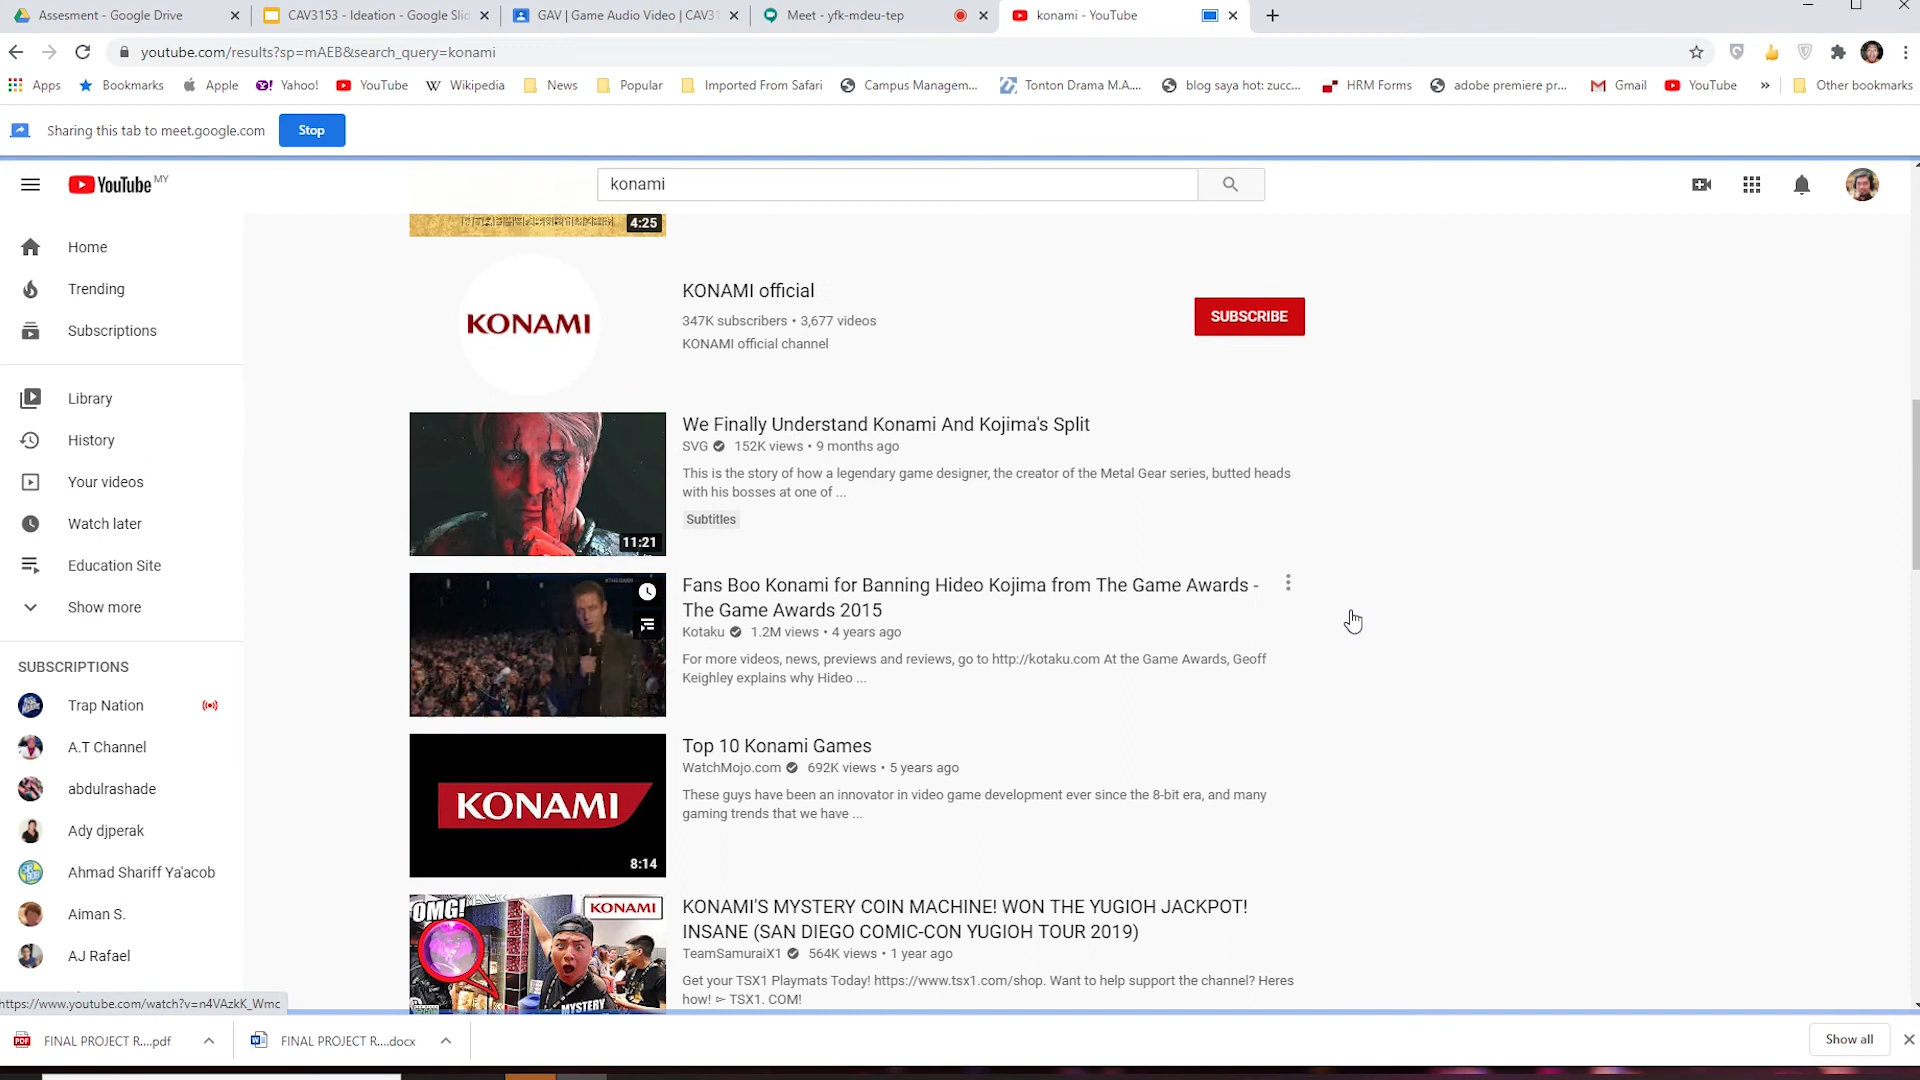 Assesment - Google Drive
CAV3153 - Ideation - Google Slid
GAV | Game Audio Video | CAV31
Meet - yfk-mdeu-tep
konami - YouTube
youtube.com/results?sp=mAEB&search_query=konami
Apps
Bookmarks
Apple
Yahoo!
YouTube
Wikipedia
News
Popular
Imported From Safari
Campus Managem...
Tonton Drama M.A....
blog saya hot: zucc...
HRM Forms
adobe premiere pr...
Gmail
YouTube
»
Other bookmarks
Sharing this tab to meet.google.com
Stop
YouTube MY
konami
Home
Trending
Subscriptions
Library
History
Your videos
Watch later
Education Site
Show more
SUBSCRIPTIONS
Trap Nation
A.T Channel
abdulrashade
Ady djperak
Ahmad Shariff Ya'acob
Aiman S.
AJ Rafael
4:25
KONAMI
KONAMI official
347K subscribers • 3,677 videos
KONAMI official channel
SUBSCRIBE
11:21
We Finally Understand Konami And Kojima's Split
SVG 152K views • 9 months ago
This is the story of how a legendary game designer, the creator of the Metal Gear series, butted heads
with his bosses at one of ...
Subtitles
Fans Boo Konami for Banning Hideo Kojima from The Game Awards -
The Game Awards 2015
Kotaku 1.2M views • 4 years ago
For more videos, news, previews and reviews, go to http://kotaku.com At the Game Awards, Geoff
Keighley explains why Hideo ...
KONAMI
8:14
Top 10 Konami Games
WatchMojo.com 692K views • 5 years ago
These guys have been an innovator in video game development ever since the 8-bit era, and many
gaming trends that we have ...
OMG!
KONAMI
MYSTERY
KONAMI'S MYSTERY COIN MACHINE! WON THE YUGIOH JACKPOT!
INSANE (SAN DIEGO COMIC-CON YUGIOH TOUR 2019)
TeamSamuraiX1 564K views • 1 year ago
Get your TSX1 Playmats Today! https://www.tsx1.com/shop. Want to help support the channel? Heres
how! ► TSX1. COM!
https://www.youtube.com/watch?v=n4VAzkK_Wmc
FINAL PROJECT R....pdf
FINAL PROJECT R....docx
Show all